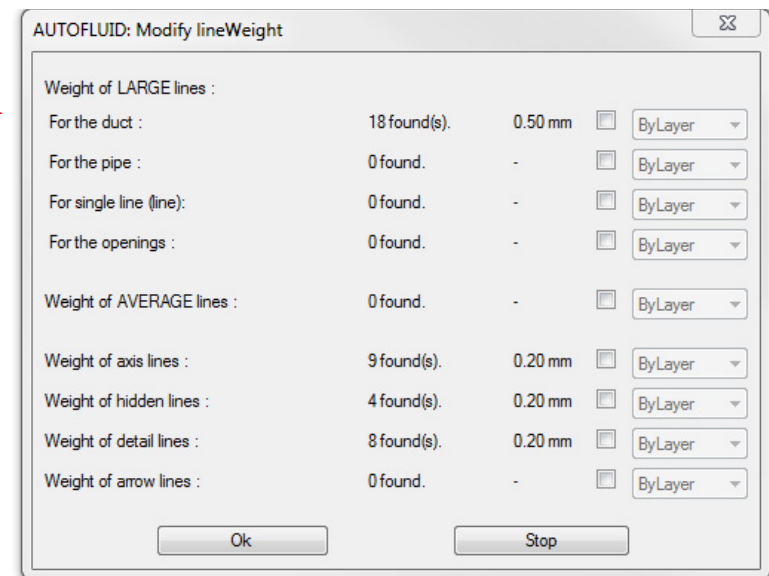 AUTOFLUID: Modify lineWeight
Weight of LARGE lines :
For the duct : 18 found(s). 0.50 mm ByLayer
For the pipe : 0 found. - ByLayer
For single line (line): 0 found. - ByLayer
For the openings : 0 found. - ByLayer
Weight of AVERAGE lines : 0 found. - ByLayer
Weight of axis lines : 9 found(s). 0.20 mm ByLayer
Weight of hidden lines : 4 found(s). 0.20 mm ByLayer
Weight of detail lines : 8 found(s). 0.20 mm ByLayer
Weight of arrow lines : 0 found. - ByLayer
Ok Stop